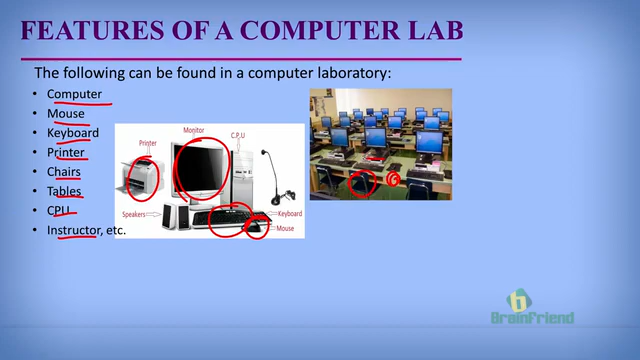 FEATURES OF A COMPUTER LAB
The following can be found in a computer laboratory:
• Computer
• Mouse
• Keyboard
• Printer
• Chairs
• Tables
• CPU
• Instructor, etc.
Monitor
Printer
C.P.U
Speakers
Keyboard
Mouse
b
BrainFriend